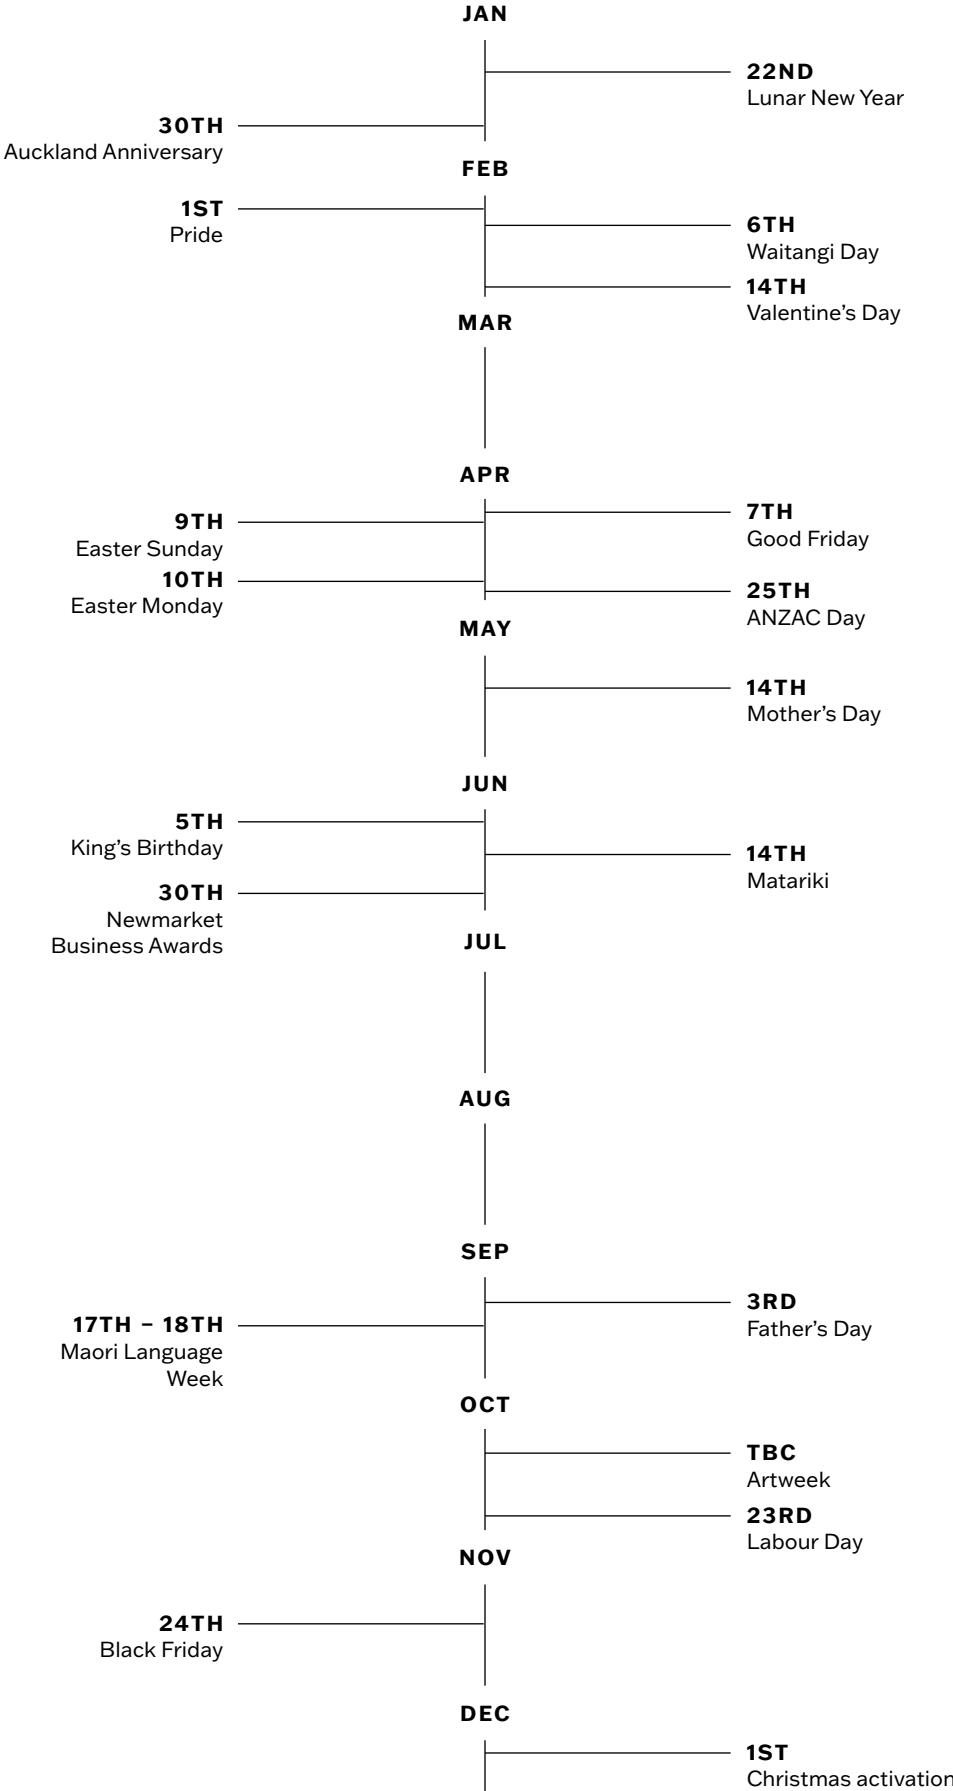 JAN
22ND
Lunar New Year
30TH
Auckland Anniversary
FEB
1ST
Pride
6TH
Waitangi Day
14TH
Valentine’s Day
MAR
APR
7TH
Good Friday
9TH
Easter Sunday
10TH
Easter Monday
25TH
ANZAC Day
MAY
14TH
Mother’s Day
JUN
5TH
King’s Birthday
14TH
Matariki
30TH
Newmarket
Business Awards
JUL
AUG
SEP
3RD
Father’s Day
17TH – 18TH
Maori Language
Week
OCT
TBC
Artweek
23RD
Labour Day
NOV
24TH
Black Friday
DEC
1ST
Christmas activation